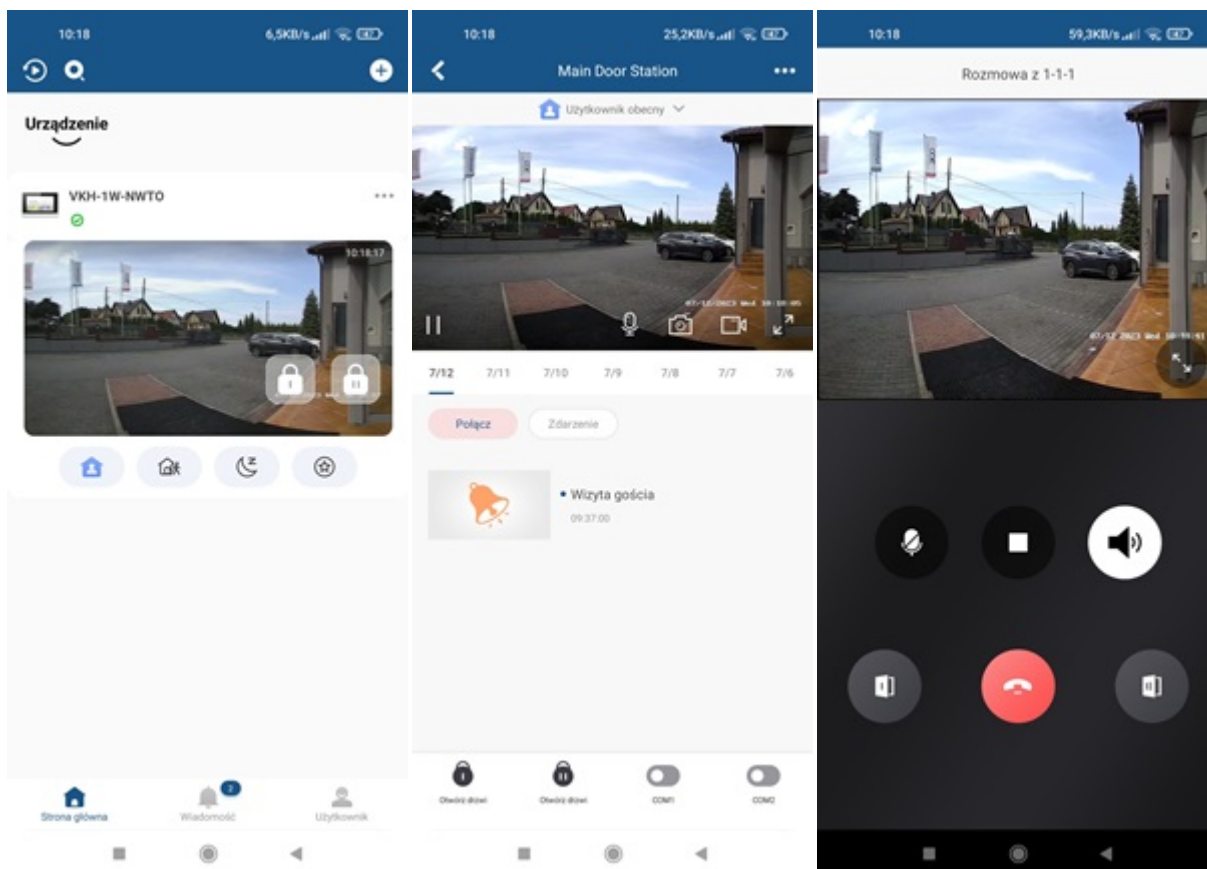 10:18
6,5KB/s
Urządzenie
VKH-1W-NWTO
10:18:17
Strona główna
2
Wiadomość
Użytkownik
10:18
25,2KB/s
Main Door Station
Użytkownik obecny
7/12 7/11 7/10 7/9 7/8 7/7 7/6
Połącz
Zdarzenie
Wizyta gościa
09:37:00
Otwórz drzwi
Otwórz drzwi
COM1
COM2
10:18
59,3KB/s
Rozmowa z 1-1-1